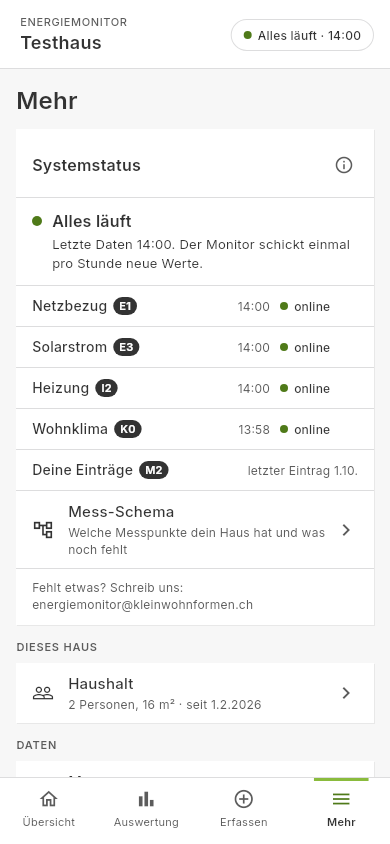 ENERGIEMONITOR
Testhaus
Alles läuft · 14:00
Mehr
Systemstatus
Alles läuft
Letzte Daten 14:00. Der Monitor schickt einmal
pro Stunde neue Werte.
Netzbezug E1 14:00 online
Solarstrom E3 14:00 online
Heizung I2 14:00 online
Wohnklima K0 13:58 online
Deine Einträge M2 letzter Eintrag 1.10.
Mess-Schema
Welche Messpunkte dein Haus hat und was
noch fehlt
Fehlt etwas? Schreib uns:
energiemonitor@kleinwohnformen.ch
DIESES HAUS
Haushalt
2 Personen, 16 m² · seit 1.2.2026
DATEN
Übersicht
Auswertung
Erfassen
Mehr